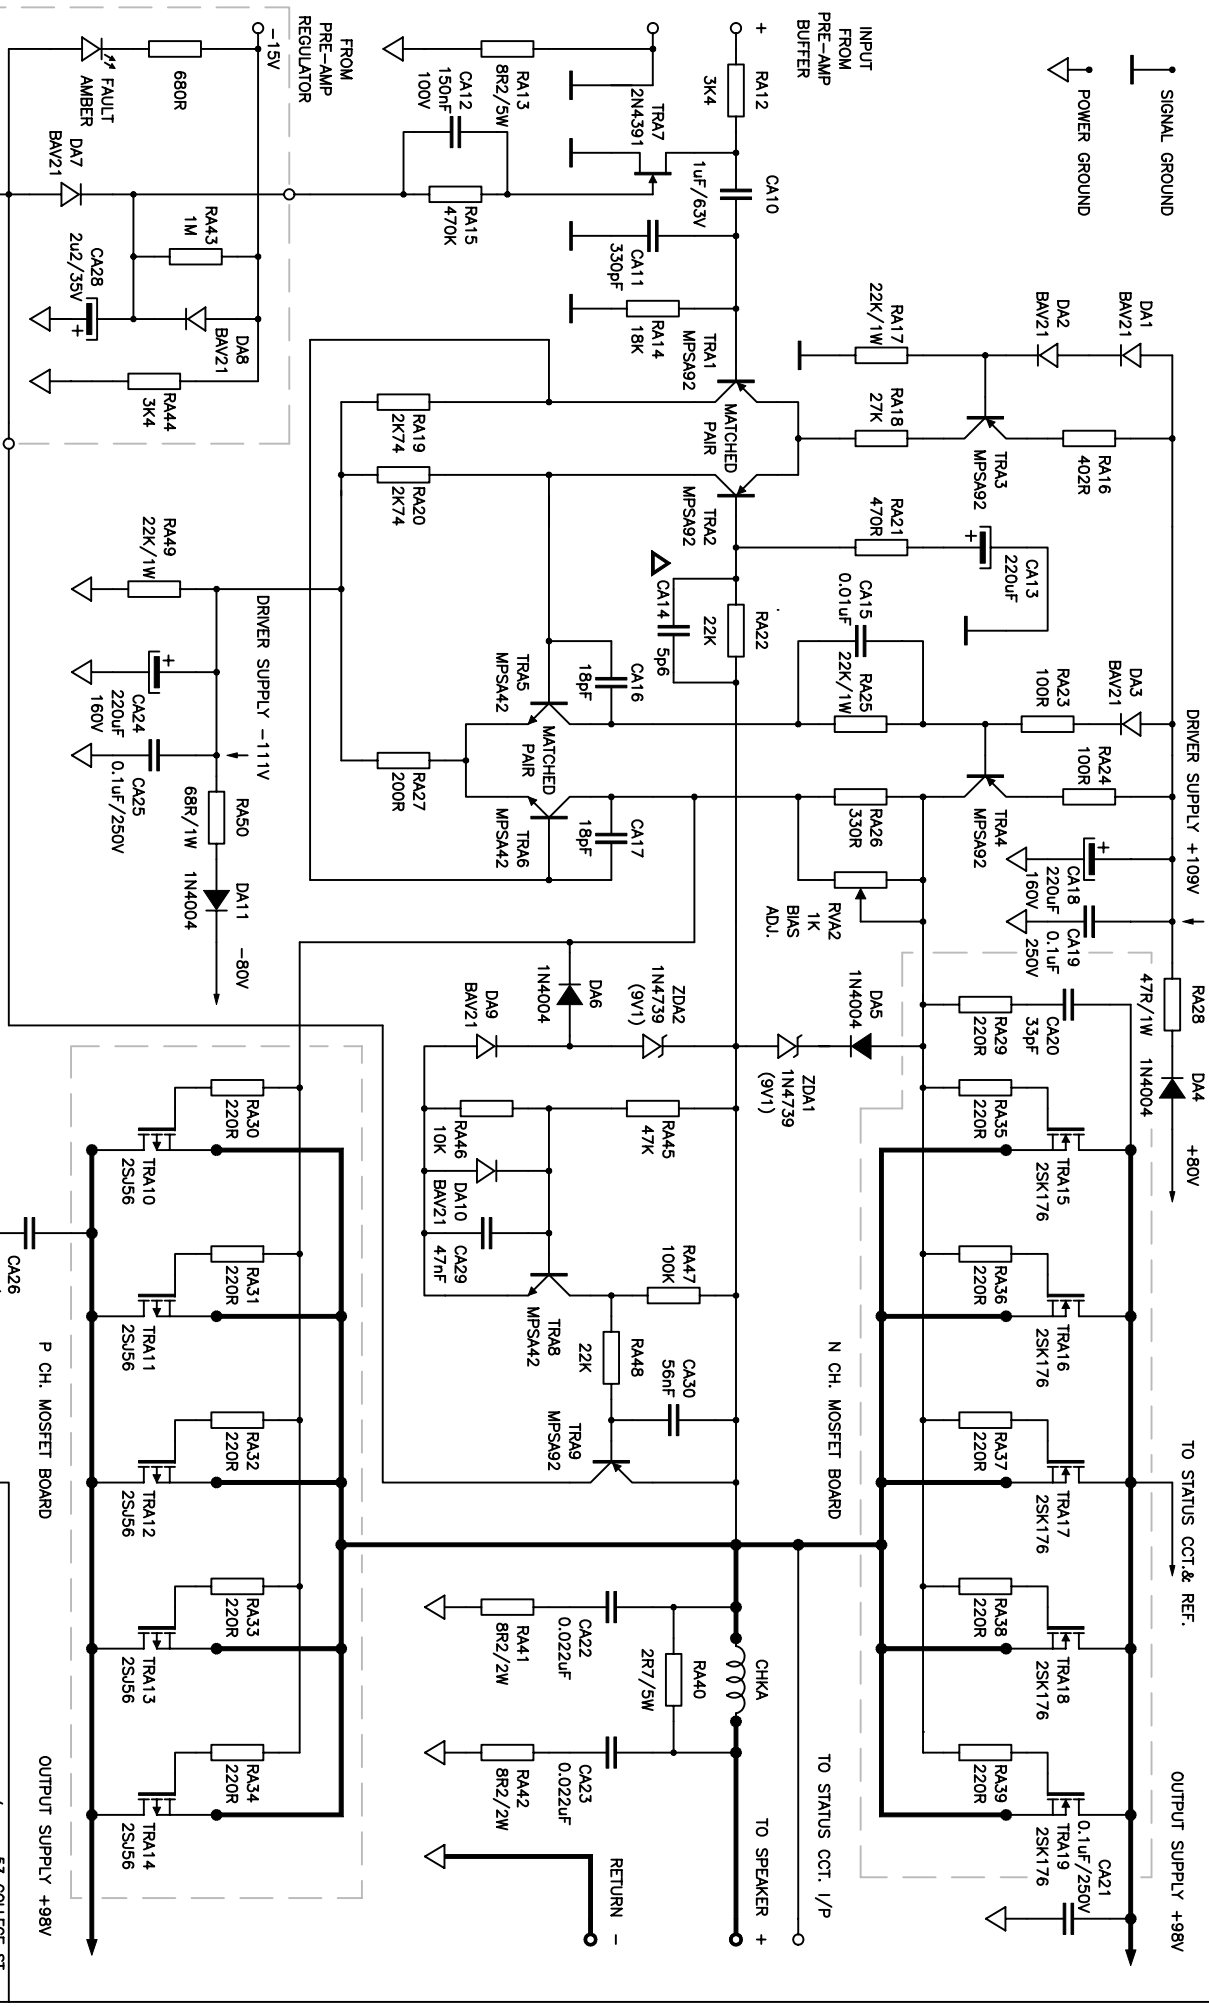 SIGNAL GROUND
POWER GROUND
INPUT
FROM
PRE-AMP
BUFFER
+
RA12
3K4
CA10
1uF/63V
TRA7
2N4391
RA13
8R2/5W
CA12
150nF
100V
RA15
470K
CA11
330pF
RA14
18K
FROM
PRE-AMP
REGULATOR
-15V
680R
FAULT
AMBER
DA7
BAV21
RA43
1M
CA28
2u2/35V
+
DA8
BAV21
RA44
3K4
DA1
BAV21
DA2
BAV21
RA17
22K/1W
RA18
27K
TRA3
MPSA92
RA16
402R
TRA1
MPSA92
MATCHED
PAIR
TRA2
MPSA92
RA19
2K74
RA20
2K74
RA21
470R
+
CA13
220uF
RA22
22K
CA14
5p6
CA15
0.01uF
RA25
22K/1W
RA23
100R
DA3
BAV21
RA24
100R
TRA4
MPSA92
DRIVER SUPPLY +109V
+
CA18
220uF
160V
CA19
0.1uF
250V
RA28
47R/1W
DA4
1N4004
+80V
CA16
18pF
TRA5
MPSA42
MATCHED
PAIR
TRA6
MPSA42
CA17
18pF
RA27
200R
RA26
330R
RVA2
1K
BIAS
ADJ.
RA49
22K/1W
DRIVER SUPPLY -111V
+
CA24
220uF
160V
CA25
0.1uF/250V
RA50
68R/1W
DA11
1N4004
-80V
DA5
1N4004
ZDA1
1N4739
(9V1)
ZDA2
1N4739
(9V1)
DA6
1N4004
DA9
BAV21
RA45
47K
RA46
10K
DA10
BAV21
CA29
47nF
TRA8
MPSA42
RA47
100K
RA48
22K
CA30
56nF
TRA9
MPSA92
CA20
33pF
RA29
220R
RA35
220R
TRA15
2SK176
RA36
220R
TRA16
2SK176
RA37
220R
TRA17
2SK176
RA38
220R
TRA18
2SK176
RA39
220R
TRA19
2SK176
CA21
0.1uF/250V
N CH. MOSFET BOARD
TO STATUS CCT.& REF.
OUTPUT SUPPLY +98V
RA30
220R
TRA10
2SJ56
RA31
220R
TRA11
2SJ56
RA32
220R
TRA12
2SJ56
RA33
220R
TRA13
2SJ56
RA34
220R
TRA14
2SJ56
P CH. MOSFET BOARD
OUTPUT SUPPLY +98V
CA26
CHKA
RA40
2R7/5W
CA22
0.022uF
RA41
8R2/2W
CA23
0.022uF
RA42
8R2/2W
TO STATUS CCT. I/P
TO SPEAKER +
RETURN -